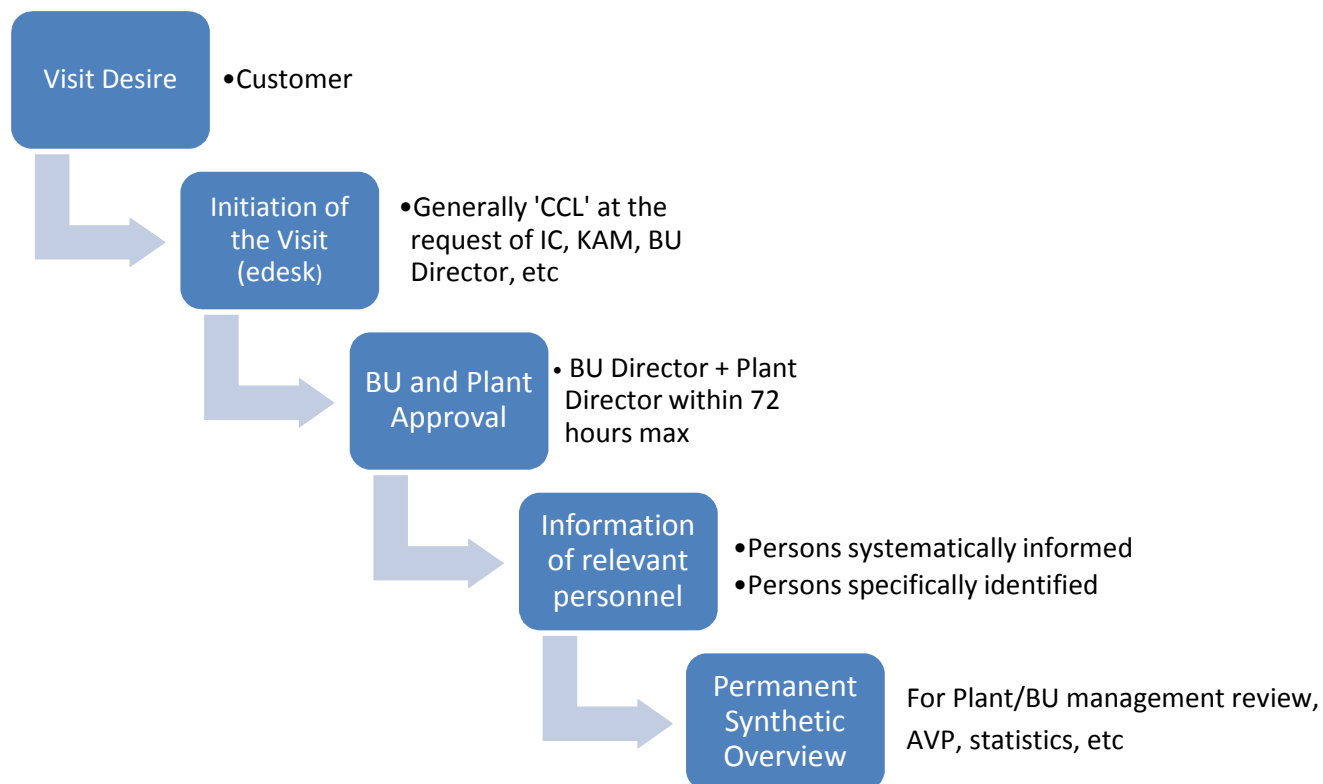 Visit Desire
•Customer
Initiation of
the Visit
(edesk)
•Generally 'CCL' at the
request of IC, KAM, BU
Director, etc
BU and Plant
Approval
• BU Director + Plant
Director within 72
hours max
Information
of relevant
personnel
•Persons systematically informed
•Persons specifically identified
Permanent
Synthetic
Overview
For Plant/BU management review,
AVP, statistics, etc